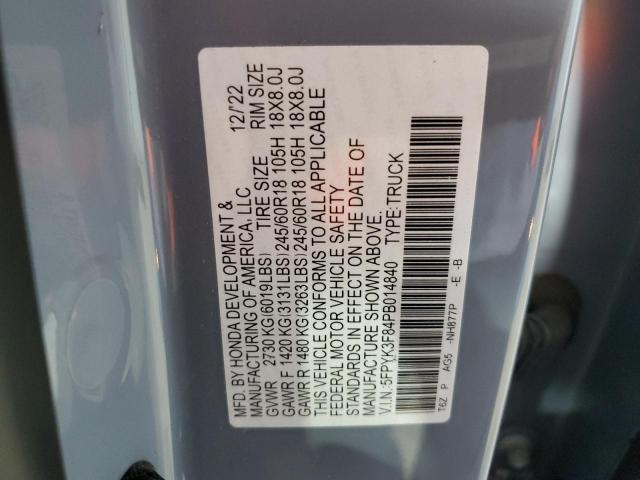 MFD. BY HONDA DEVELOPMENT & 12/22
MANUFACTURING OF AMERICA, LLC
GVWR 2730 KG(6019LBS) TIRE SIZE RIM SIZE
GAWR F 1420 KG(3131LBS) 245/60R18 105H 18X8.0J
GAWR R 1480 KG(3263LBS) 245/60R18 105H 18X8.0J
THIS VEHICLE CONFORMS TO ALL APPLICABLE
FEDERAL MOTOR VEHICLE SAFETY
STANDARDS IN EFFECT ON THE DATE OF
MANUFACTURE SHOWN ABOVE.
V.I.N.:5FPYK3F84PB014840 TYPE:TRUCK
T6Z P AG5 -NH877P -E -B